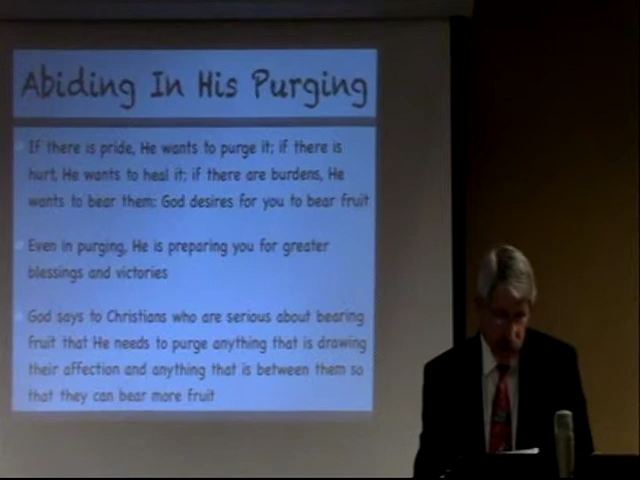 Abiding In His Purging
If there is pride, He wants to purge it; if there is
hurt, He wants to heal it; if there are burdens, He
wants to bear them: God desires for you to bear fruit
Even in purging, He is preparing you for greater
blessings and victories
God says to Christians who are serious about bearing
fruit that He needs to purge anything that is drawing
their affection and anything that is between them so
that they can bear more fruit